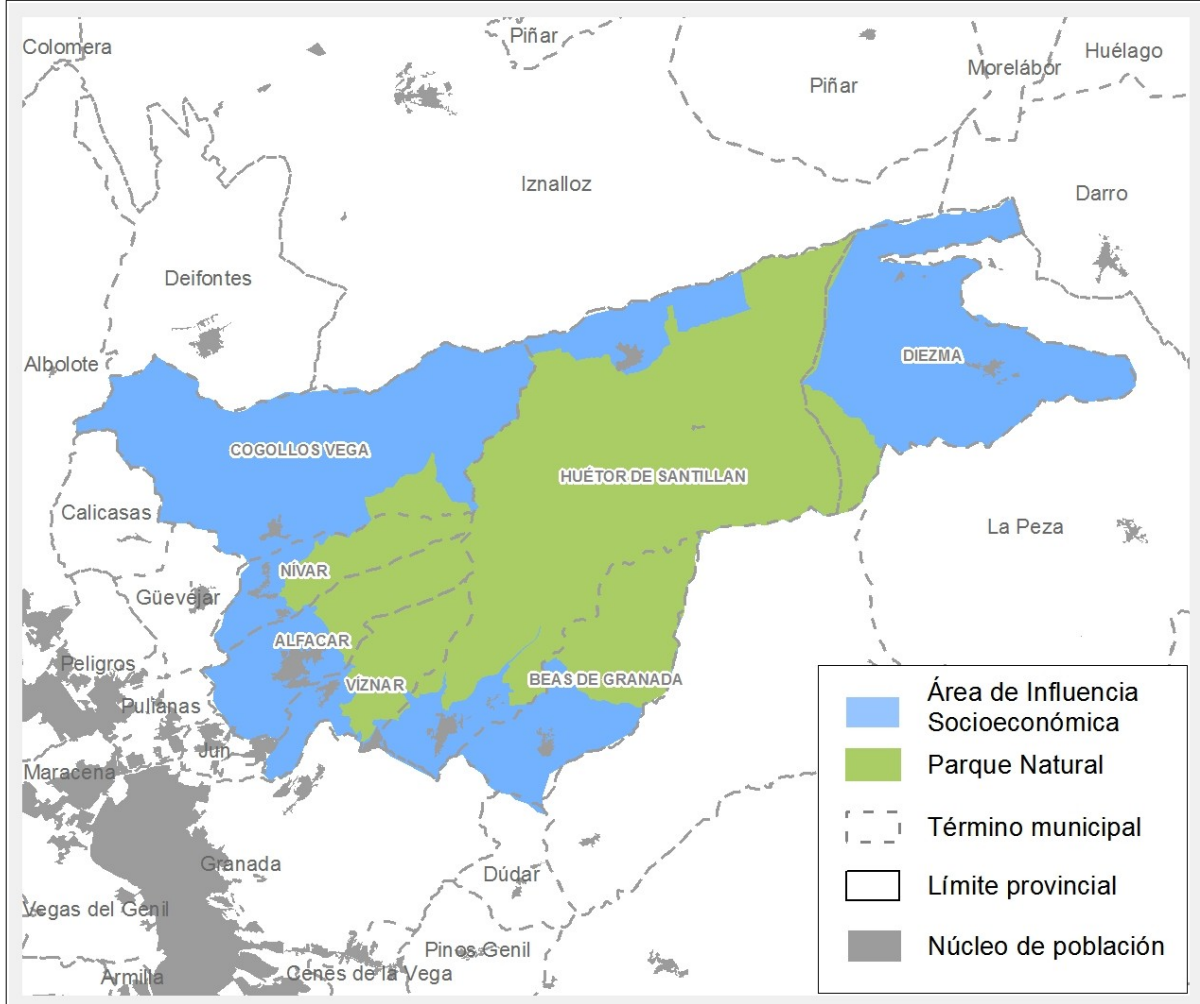 Piñar
Colomera
Huélago
Morelábor
Piñar
Iznalloz
Darro
Deifontes
Albolote
DIEZMA
COGOLLOS VEGA
HUÉTOR DE SANTILLAN
Calicasas
La Peza
NÍVAR
Güevéjar
ALFACAR
Peligros
VÍZNAR
BEAS DE GRANADA
Pulianas
Jun
Maracena
Granada
Dúdar
Vegas del Genil
Pinos Genil
Cenes de la Vega
Armilla
Área de Influencia
Socioeconómica
Parque Natural
Término municipal
Límite provincial
Núcleo de población